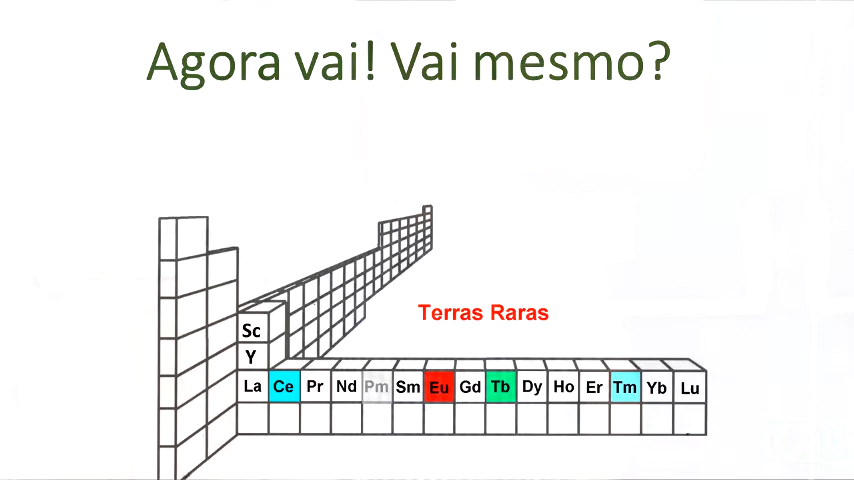 Agora vai! Vai mesmo?
Terras Raras
Sc
Y
La Ce Pr Nd Pm Sm Eu Gd Tb Dy Ho Er Tm Yb Lu